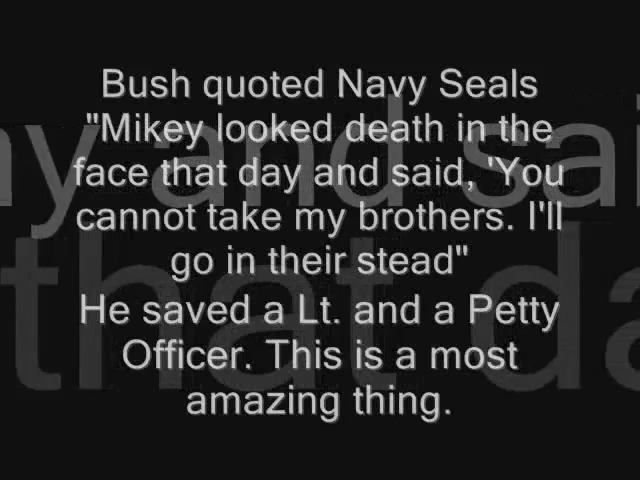 Bush quoted Navy Seals
"Mikey looked death in the
face that day and said, 'You
cannot take my brothers. I'll
go in their stead"
He saved a Lt. and a Petty
Officer. This is a most
amazing thing.